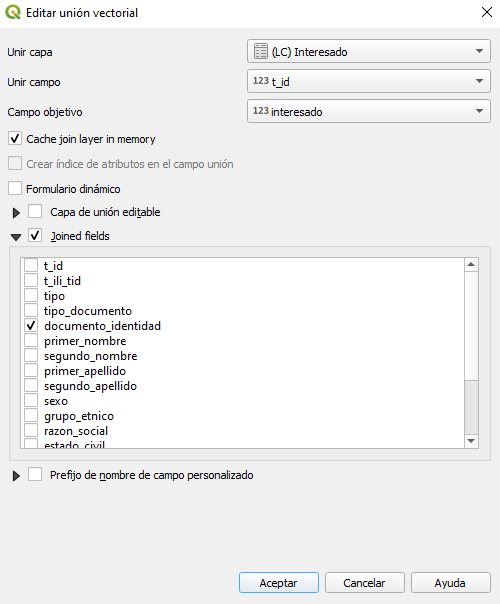 Editar unión vectorial
Unir capa
(LC) Interesado
Unir campo
123 t_id
Campo objetivo
123 interesado
Cache join layer in memory
Crear índice de atributos en el campo unión
Formulario dinámico
Capa de unión editable
Joined fields
t_id
t_ili_tid
tipo
tipo_documento
documento_identidad
primer_nombre
segundo_nombre
primer_apellido
segundo_apellido
sexo
grupo_etnico
razon_social
estado_civil
Prefijo de nombre de campo personalizado
Aceptar
Cancelar
Ayuda